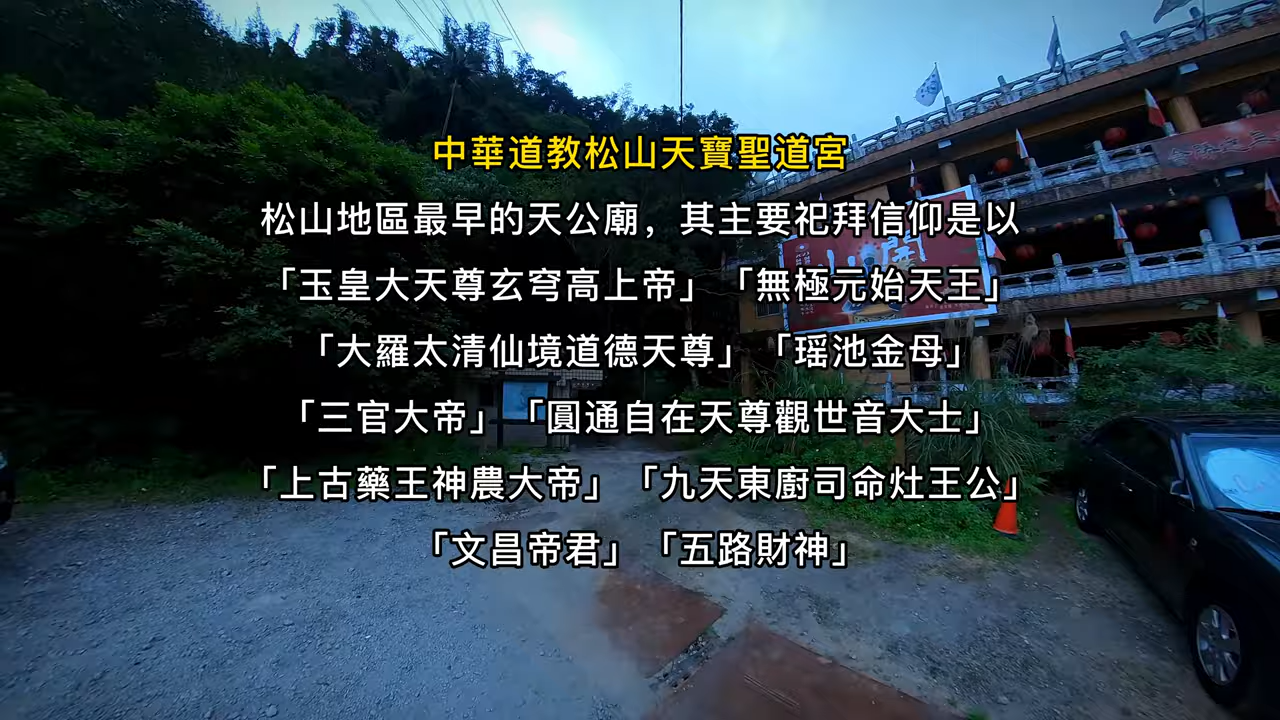 中華道教松山天寶聖道宮
松山地區最早的天公廟，其主要祀拜信仰是以
「玉皇大天尊玄穹高上帝」「無極元始天王」
「大羅太清仙境道德天尊」「瑶池金母」
「三官大帝」「圓通自在天尊觀世音大士」
「上古藥王神農大帝」「九天東廚司命灶王公」
「文昌帝君」「五路財神」